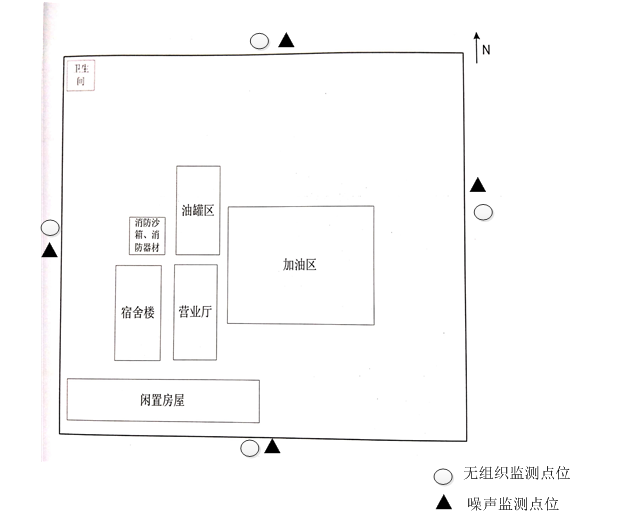 N
卫生
间
油罐区
消防沙
箱、消
防器材
加油区
宿舍楼
营业厅
闲置房屋
无组织监测点位
噪声监测点位